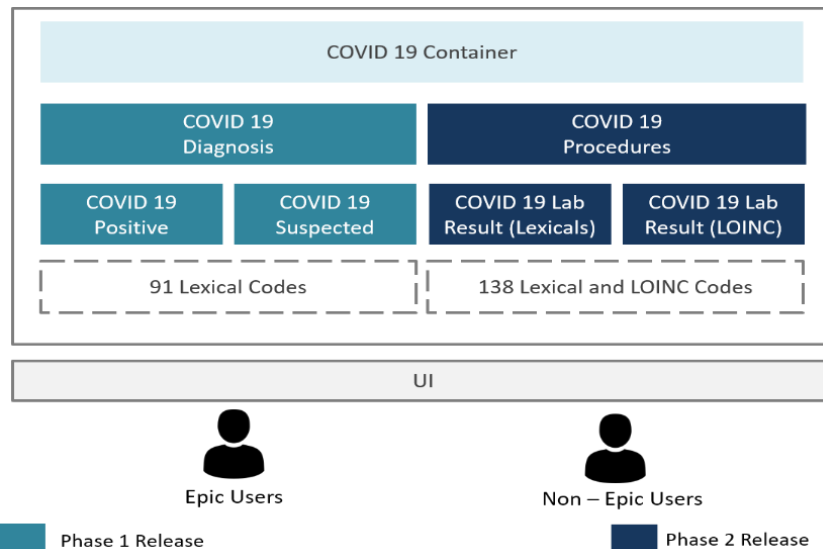 COVID 19 Container
COVID 19
Diagnosis
COVID 19
Procedures
COVID 19
Positive
COVID 19
Suspected
COVID 19 Lab
Result (Lexicals)
COVID 19 Lab
Result (LOINC)
91 Lexical Codes
138 Lexical and LOINC Codes
UI
Epic Users
Non – Epic Users
Phase 1 Release
Phase 2 Release